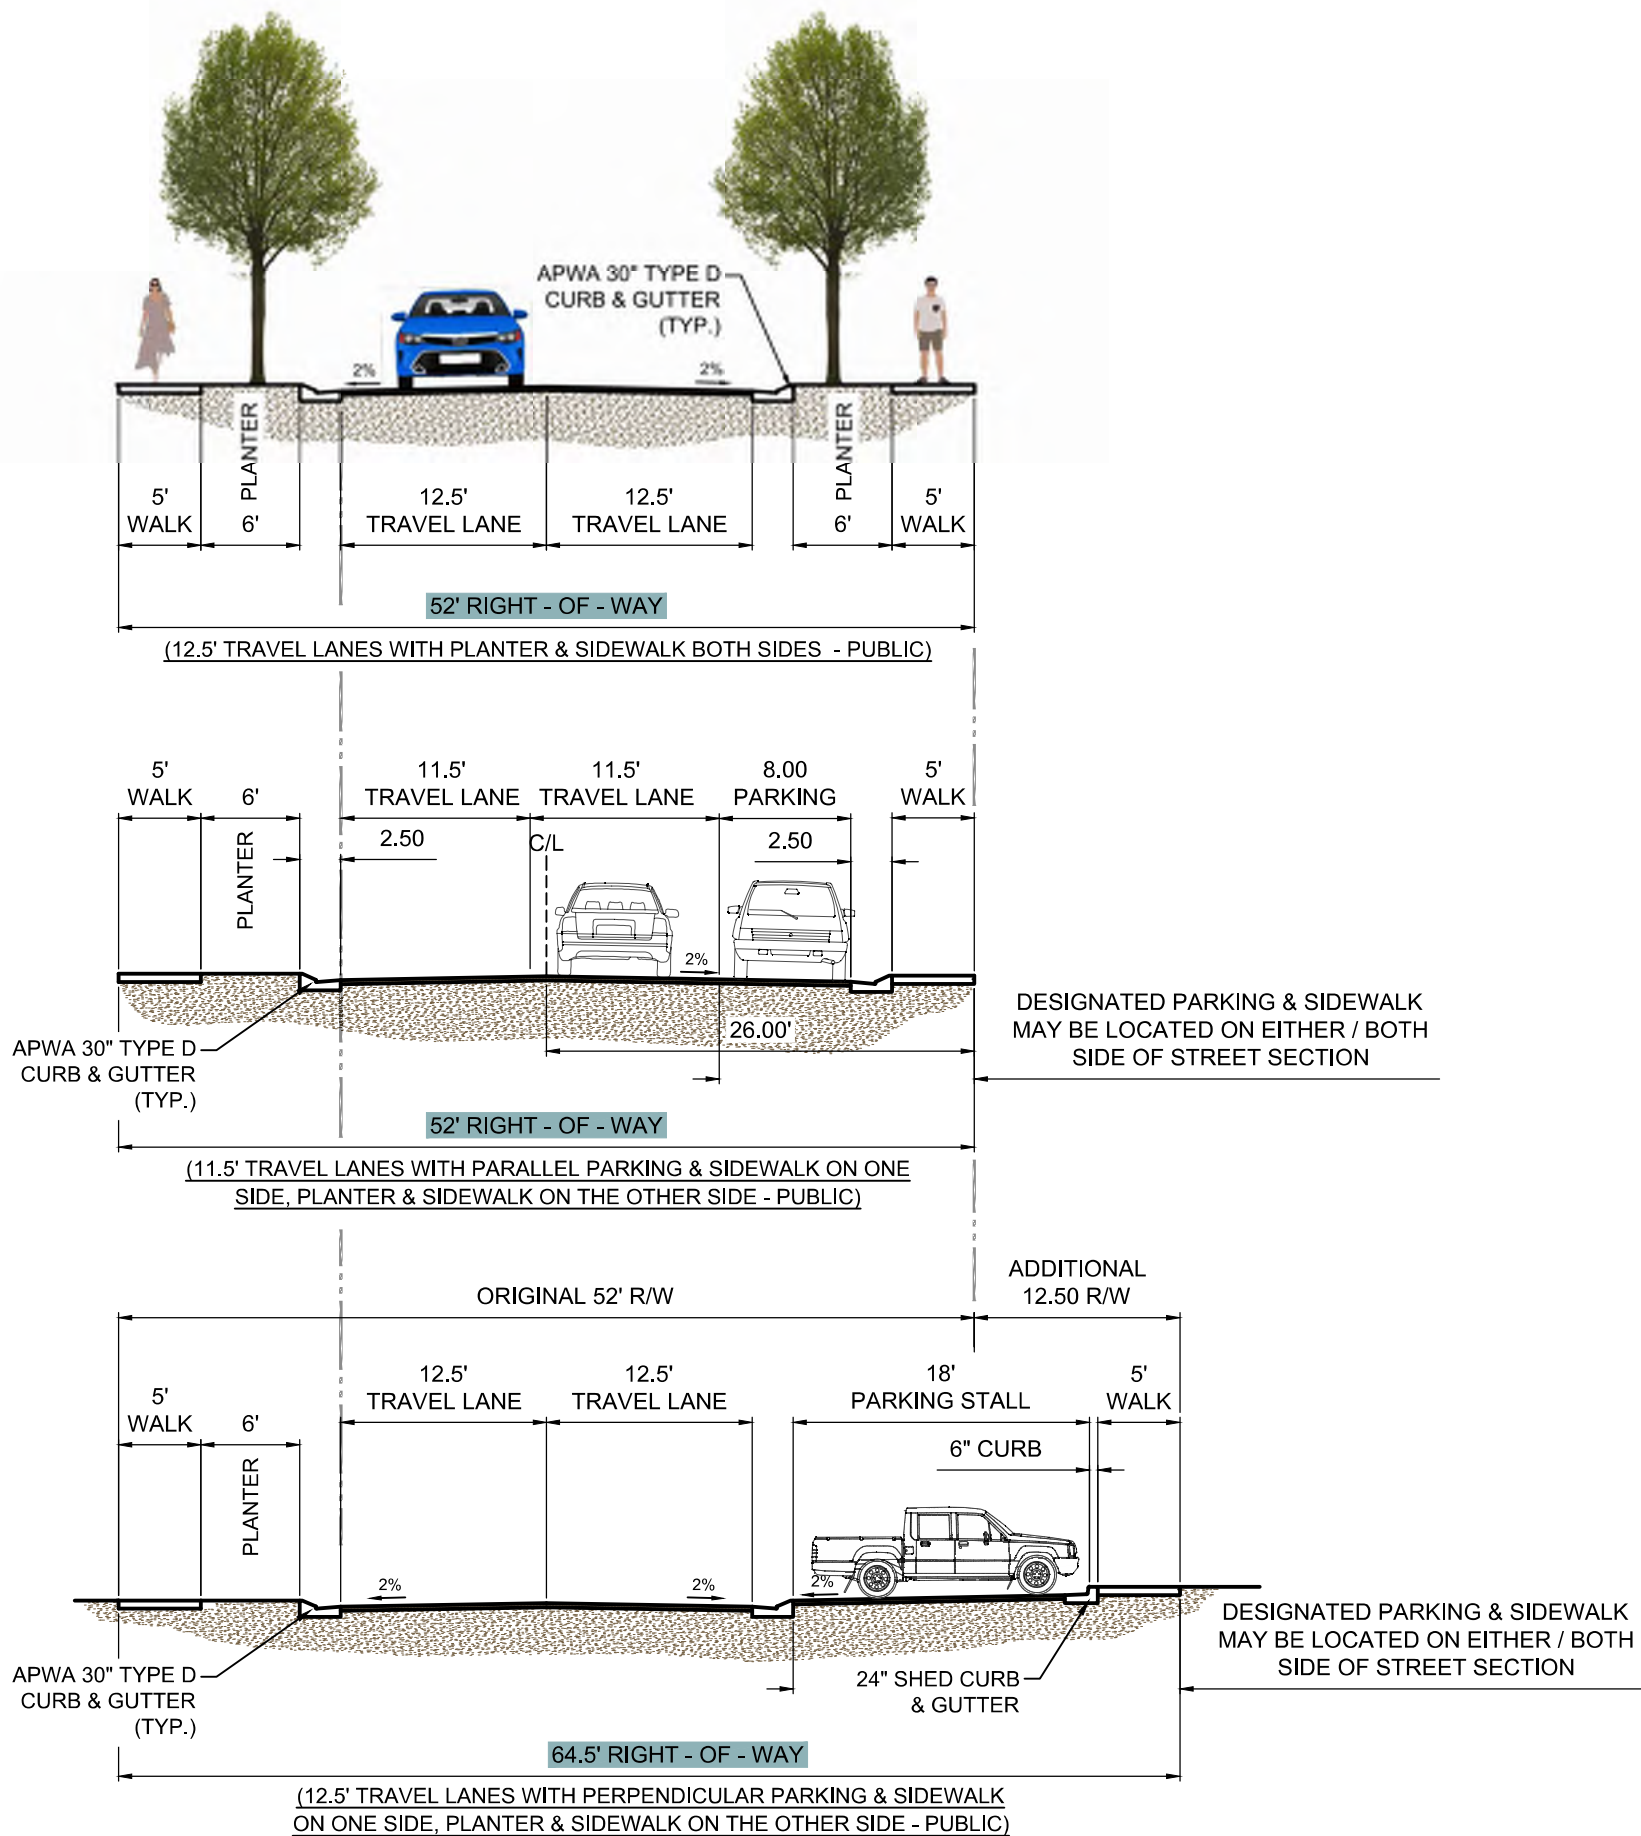 APWA 30" TYPE D
CURB & GUTTER
(TYP.)
2%
2%
PLANTER
PLANTER
5'
WALK
6'
12.5'
TRAVEL LANE
12.5'
TRAVEL LANE
6'
5'
WALK
52' RIGHT - OF - WAY
(12.5' TRAVEL LANES WITH PLANTER & SIDEWALK BOTH SIDES - PUBLIC)
5'
WALK
6'
PLANTER
11.5'
TRAVEL LANE
11.5'
TRAVEL LANE
8.00
PARKING
5'
WALK
2.50
C/L
2.50
2%
26.00'
APWA 30" TYPE D
CURB & GUTTER
(TYP.)
DESIGNATED PARKING & SIDEWALK
MAY BE LOCATED ON EITHER / BOTH
SIDE OF STREET SECTION
52' RIGHT - OF - WAY
(11.5' TRAVEL LANES WITH PARALLEL PARKING & SIDEWALK ON ONE
SIDE, PLANTER & SIDEWALK ON THE OTHER SIDE - PUBLIC)
ORIGINAL 52' R/W
ADDITIONAL
12.50 R/W
5'
WALK
6'
PLANTER
12.5'
TRAVEL LANE
12.5'
TRAVEL LANE
18'
PARKING STALL
5'
WALK
6" CURB
2%
2%
2%
APWA 30" TYPE D
CURB & GUTTER
(TYP.)
24" SHED CURB
& GUTTER
DESIGNATED PARKING & SIDEWALK
MAY BE LOCATED ON EITHER / BOTH
SIDE OF STREET SECTION
64.5' RIGHT - OF - WAY
(12.5' TRAVEL LANES WITH PERPENDICULAR PARKING & SIDEWALK
ON ONE SIDE, PLANTER & SIDEWALK ON THE OTHER SIDE - PUBLIC)